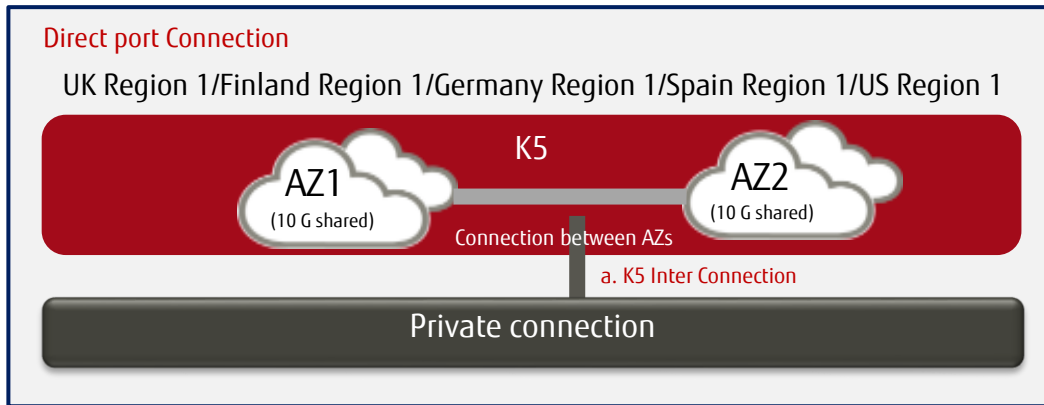 Direct port Connection
UK Region 1/Finland Region 1/Germany Region 1/Spain Region 1/US Region 1
K5
AZ1
(10 G shared)
AZ2
(10 G shared)
Connection between AZs
a. K5 Inter Connection
Private connection